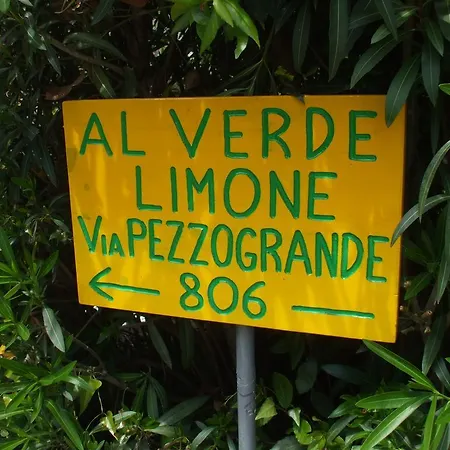 AL VERDE
LIMONE
VIA PEZZOGRANDE
806